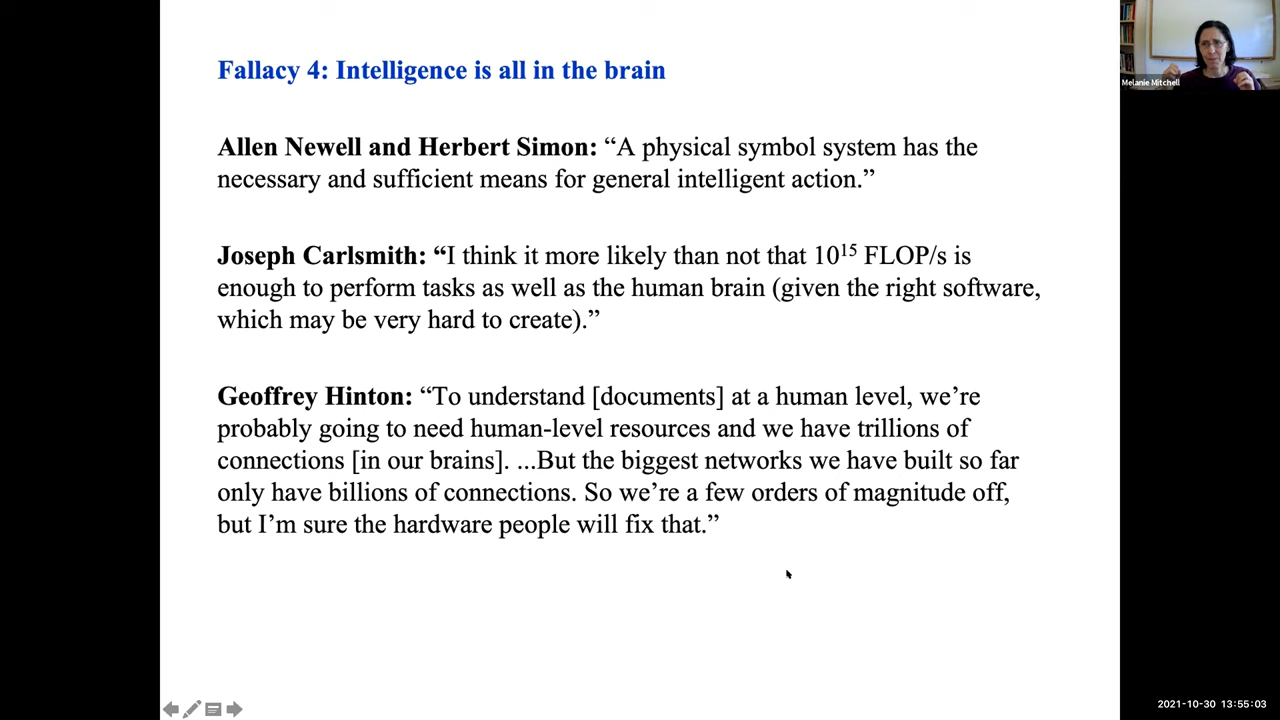 Fallacy 4: Intelligence is all in the brain
Melanie Mitchell
Allen Newell and Herbert Simon: “A physical symbol system has the
necessary and sufficient means for general intelligent action.”
Joseph Carlsmith: “I think it more likely than not that 10¹⁵ FLOP/s is
enough to perform tasks as well as the human brain (given the right software,
which may be very hard to create).”
Geoffrey Hinton: “To understand [documents] at a human level, we’re
probably going to need human-level resources and we have trillions of
connections [in our brains]. ...But the biggest networks we have built so far
only have billions of connections. So we’re a few orders of magnitude off,
but I’m sure the hardware people will fix that.”
2021-10-30 13:55:03